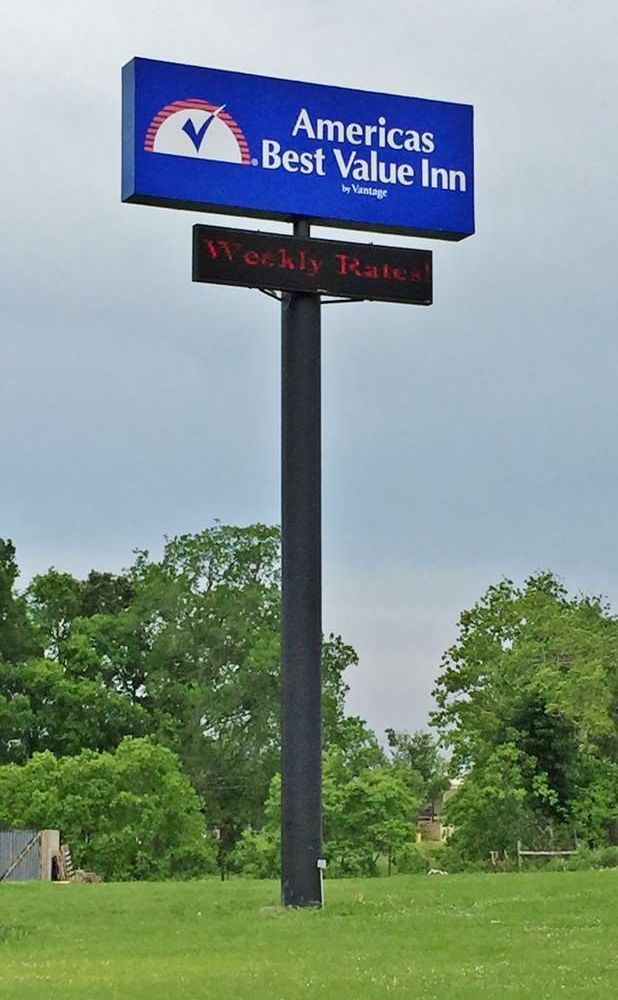 Americas
Best Value Inn
by Vantage
Weekly Rates!